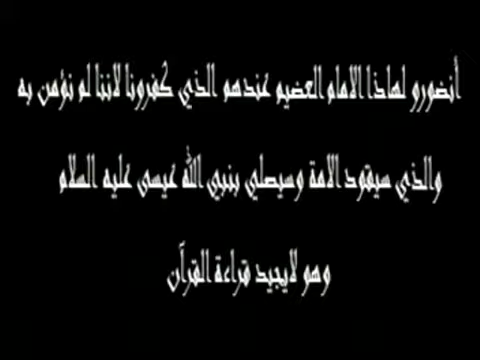 أنضورو لهاذا الامام العضيم عندهم الذي كفرونا لاننا لم نؤمن به
والذي سيقود الامة وسيصلي بنبي الله عيسى عليه السلام
وهو لايجيد قراءة القرآن